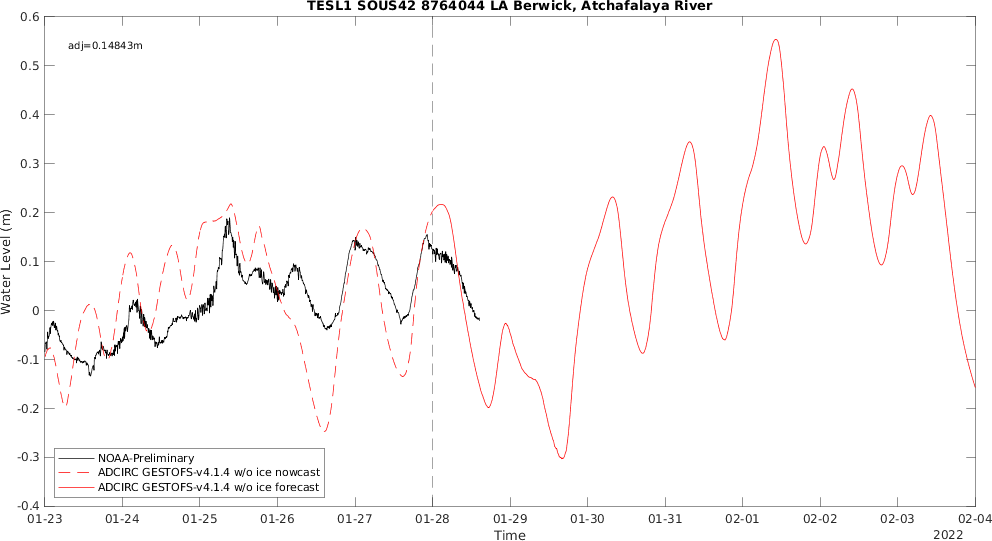 TESL1 SOUS42 8764044 LA Berwick, Atchafalaya River
adj=0.14843m
0.6
0.5
0.4
0.3
0.2
0.1
0
-0.1
-0.2
-0.3
-0.4
Water Level (m)
NOAA-Preliminary
ADCIRC GESTOFS-v4.1.4 w/o ice nowcast
ADCIRC GESTOFS-v4.1.4 w/o ice forecast
01-23 01-24 01-25 01-26 01-27 01-28 01-29 01-30 01-31 02-01 02-02 02-03 02-04
Time
2022